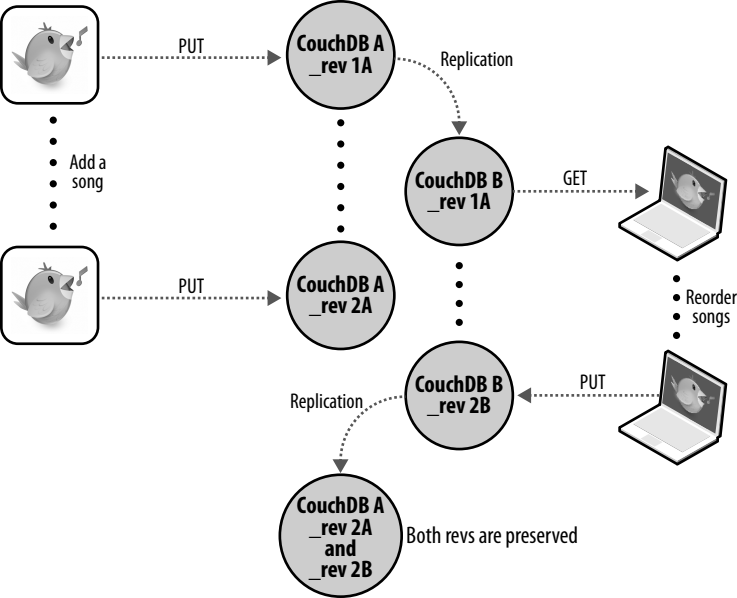 PUT
CouchDB A
_rev 1A
Replication
Add a
song
CouchDB B
_rev 1A
GET
PUT
CouchDB A
_rev 2A
Reorder
songs
CouchDB B
_rev 2B
PUT
Replication
CouchDB A
_rev 2A
and
_rev 2B
Both revs are preserved